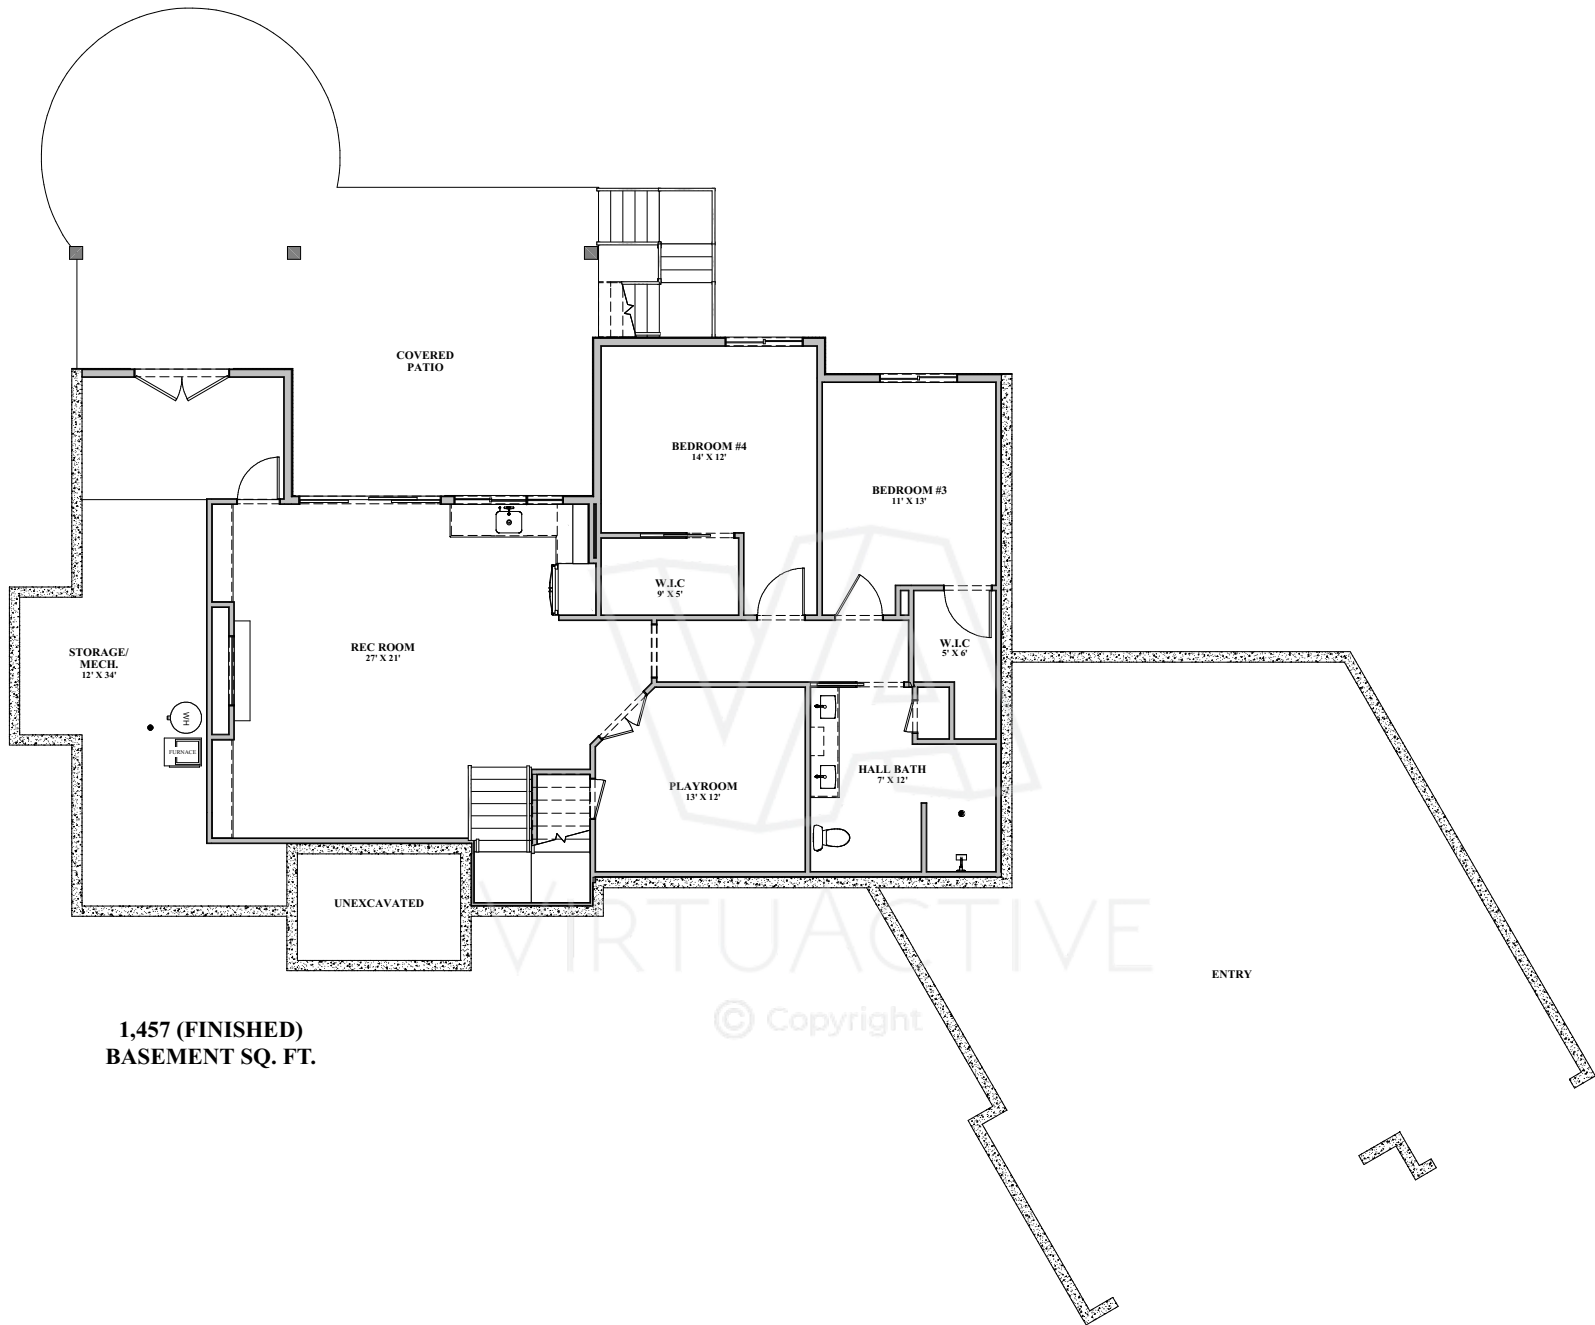 COVERED
PATIO
BEDROOM #4
14' X 12'
BEDROOM #3
11' X 13'
W.I.C
9' X 5'
W.I.C
5' X 6'
REC ROOM
27' X 21'
STORAGE/
MECH.
12' X 34'
WH
FURNACE
PLAYROOM
13' X 12'
HALL BATH
7' X 12'
UNEXCAVATED
ENTRY
VA
VIRTUACTIVE
© Copyright
1,457 (FINISHED)
BASEMENT SQ. FT.